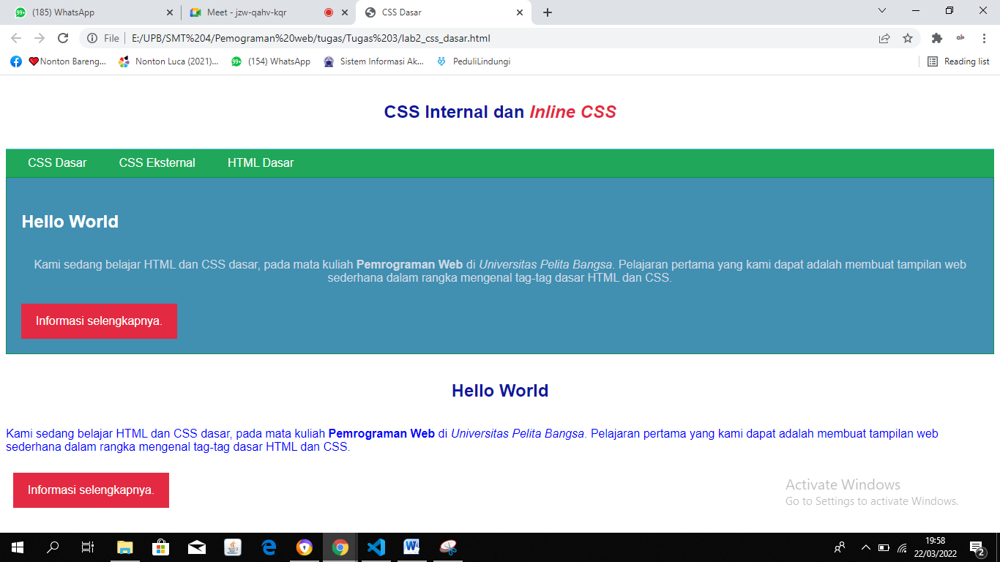 (185) WhatsApp
Meet - jzw-qahv-kqr
CSS Dasar
File
E:/UPB/SMT%204/Pemograman%20web/tugas/Tugas%203/lab2_css_dasar.html
Nonton Bareng...
Nonton Luca (2021)...
99+
(154) WhatsApp
Sistem Informasi Ak...
PeduliLindungi
Reading list
CSS Internal dan Inline CSS
CSS Dasar
CSS Eksternal
HTML Dasar
Hello World
Kami sedang belajar HTML dan CSS dasar, pada mata kuliah Pemrograman Web di Universitas Pelita Bangsa. Pelajaran pertama yang kami dapat adalah membuat tampilan web
sederhana dalam rangka mengenal tag-tag dasar HTML dan CSS.
Informasi selengkapnya.
Hello World
Kami sedang belajar HTML dan CSS dasar, pada mata kuliah Pemrograman Web di Universitas Pelita Bangsa. Pelajaran pertama yang kami dapat adalah membuat tampilan web
sederhana dalam rangka mengenal tag-tag dasar HTML dan CSS.
Informasi selengkapnya.
Activate Windows
Go to Settings to activate Windows.
19:58
22/03/2022
2